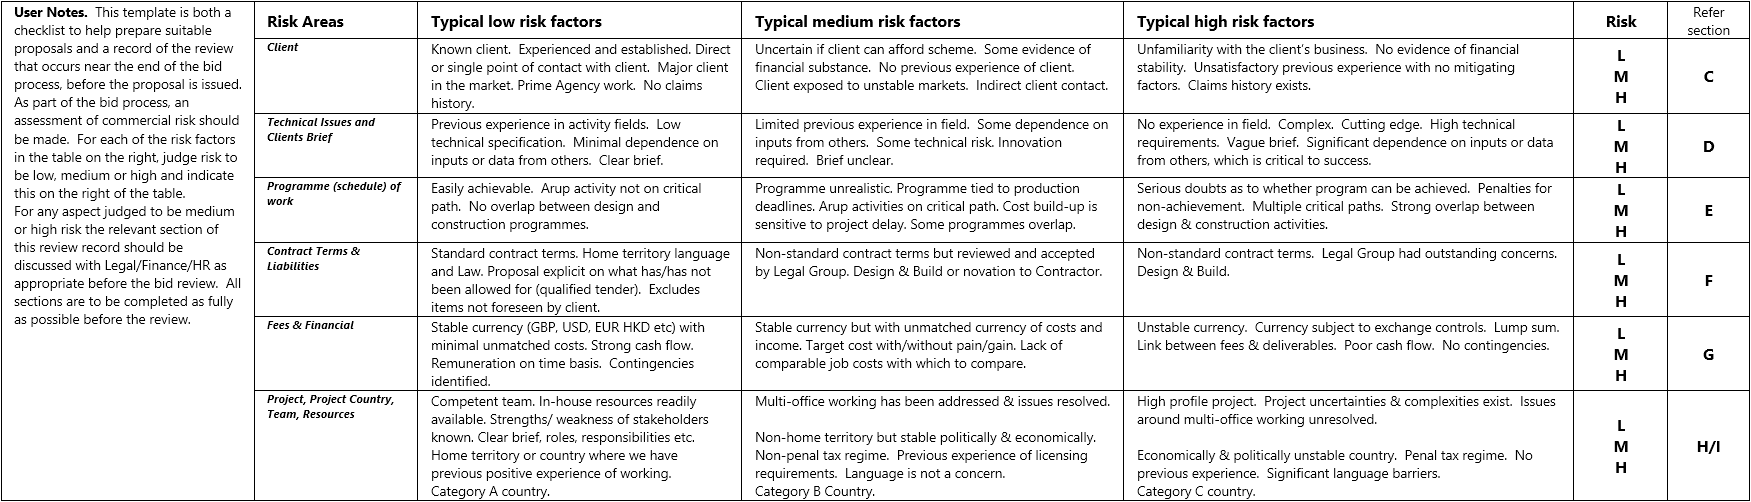 User Notes.  This template is both a
checklist to help prepare suitable
proposals and a record of the review
that occurs near the end of the bid
process, before the proposal is issued.
As part of the bid process, an
assessment of commercial risk should
be made.  For each of the risk factors
in the table on the right, judge risk to
be low, medium or high and indicate
this on the right of the table.
For any aspect judged to be medium
or high risk the relevant section of
this review record should be
discussed with Legal/Finance/HR as
appropriate before the bid review.  All
sections are to be completed as fully
as possible before the review.
Risk Areas
Typical low risk factors
Typical medium risk factors
Typical high risk factors
Risk
Refer
section
Client
Known client.  Experienced and established. Direct
or single point of contact with client.  Major client
in the market. Prime Agency work.  No claims
history.
Uncertain if client can afford scheme.  Some evidence of
financial substance.  No previous experience of client.
Client exposed to unstable markets.  Indirect client contact.
Unfamiliarity with the client's business.  No evidence of financial
stability.  Unsatisfactory previous experience with no mitigating
factors.  Claims history exists.
L
M
H
C
Technical Issues and
Clients Brief
Previous experience in activity fields.  Low
technical specification.  Minimal dependence on
inputs or data from others.  Clear brief.
Limited previous experience in field.  Some dependence on
inputs from others.  Some technical risk. Innovation
required.  Brief unclear.
No experience in field.  Complex.  Cutting edge.  High technical
requirements.  Vague brief.  Significant dependence on inputs or data
from others, which is critical to success.
L
M
H
D
Programme (schedule) of
work
Easily achievable.  Arup activity not on critical
path.  No overlap between design and
construction programmes.
Programme unrealistic. Programme tied to production
deadlines. Arup activities on critical path. Cost build-up is
sensitive to project delay. Some programmes overlap.
Serious doubts as to whether program can be achieved.  Penalties for
non-achievement.  Multiple critical paths.  Strong overlap between
design & construction activities.
L
M
H
E
Contract Terms &
Liabilities
Standard contract terms. Home territory language
and Law. Proposal explicit on what has/has not
been allowed for (qualified tender).  Excludes
items not foreseen by client.
Non-standard contract terms but reviewed and accepted
by Legal Group. Design & Build or novation to Contractor.
Non-standard contract terms.  Legal Group had outstanding concerns.
Design & Build.
L
M
H
F
Fees & Financial
Stable currency (GBP, USD, EUR HKD etc) with
minimal unmatched costs. Strong cash flow.
Remuneration on time basis.  Contingencies
identified.
Stable currency but with unmatched currency of costs and
income. Target cost with/without pain/gain. Lack of
comparable job costs with which to compare.
Unstable currency.  Currency subject to exchange controls.  Lump sum.
Link between fees & deliverables.  Poor cash flow.  No contingencies.
L
M
H
G
Project, Project Country,
Team, Resources
Competent team. In-house resources readily
available. Strengths/ weakness of stakeholders
known. Clear brief, roles, responsibilities etc.
Home territory or country where we have
previous positive experience of working.
Category A country.
Multi-office working has been addressed & issues resolved.
Non-home territory but stable politically & economically.
Non-penal tax regime.  Previous experience of licensing
requirements.  Language is not a concern.
Category B Country.
High profile project.  Project uncertainties & complexities exist.  Issues
around multi-office working unresolved.
Economically & politically unstable country.  Penal tax regime.  No
previous experience.  Significant language barriers.
Category C country.
L
M
H
H/I